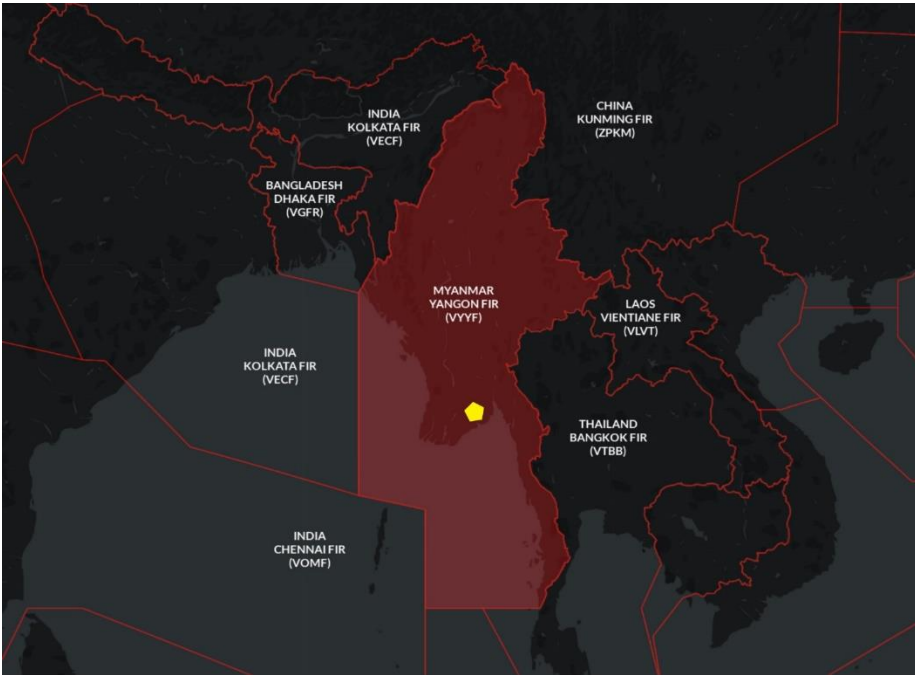 CHINA
KUNMING FIR
(ZPKM)
INDIA
KOLKATA FIR
(VECF)
BANGLADESH
DHAKA FIR
(VGFR)
MYANMAR
YANGON FIR
(VYYF)
LAOS
VIENTIANE FIR
(VLVT)
INDIA
KOLKATA FIR
(VECF)
THAILAND
BANGKOK FIR
(VTBB)
INDIA
CHENNAI FIR
(VOMF)